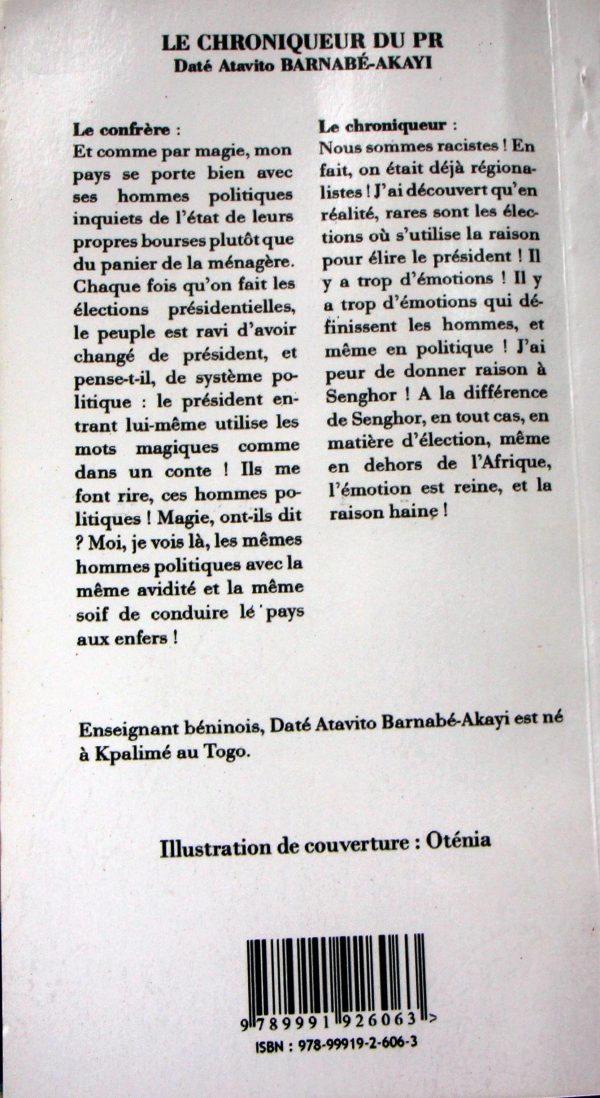 LE CHRONIQUEUR DU PR
Daté Atavito BARNABÉ-AKAYI
Le confrère :
Et comme par magie, mon
pays se porte bien avec
ses hommes politiques
inquiets de l'état de leurs
propres bourses plutôt que
du panier de la ménagère.
Chaque fois qu'on fait les
élections présidentielles,
le peuple est ravi d'avoir
changé de président, et
pense-t-il, de système po-
litique : le président en-
trant lui-même utilise les
mots magiques comme
dans un conte ! Ils me
font rire, ces hommes po-
litiques ! Magie, ont-ils dit
? Moi, je vois là, les mêmes
hommes politiques avec la
même avidité et la même
soif de conduire le pays
aux enfers !
Le chroniqueur :
Nous sommes racistes ! En
fait, on était déjà régiona-
listes ! J'ai découvert qu'en
réalité, rares sont les élec-
tions où s'utilise la raison
pour élire le président ! Il
y a trop d'émotions ! Il y
a trop d'émotions qui dé-
finissent les hommes, et
même en politique ! J'ai
peur de donner raison à
Senghor ! A la différence
de Senghor, en tout cas, en
matière d'élection, même
en dehors de l'Afrique,
l'émotion est reine, et la
raison haine !
Enseignant béninois, Daté Atavito Barnabé-Akayi est né
à Kpalimé au Togo.
Illustration de couverture : Oténia
9 789991 926063 >
ISBN : 978-99919-2-606-3